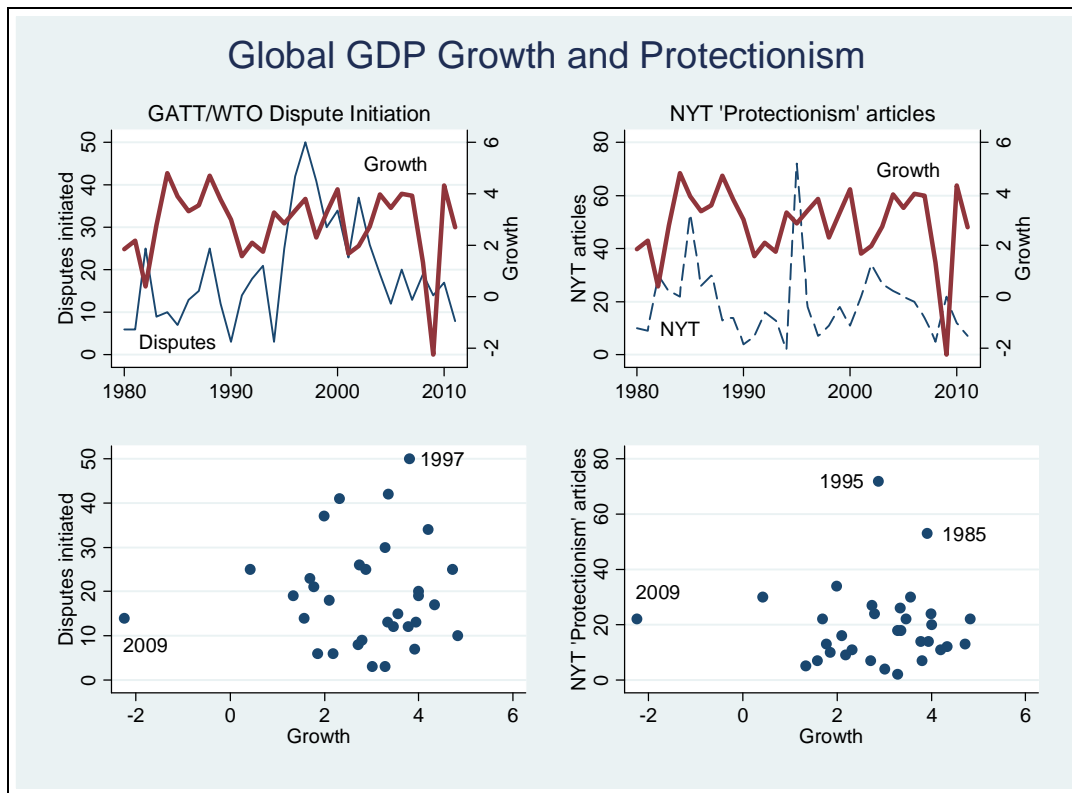 Global GDP Growth and Protectionism
GATT/WTO Dispute Initiation
Disputes initiated
0 10 20 30 40 50
Growth
-2 0 2 4 6
Growth
Disputes
1980 1990 2000 2010
NYT 'Protectionism' articles
NYT articles
0 20 40 60 80
Growth
-2 0 2 4 6
Growth
NYT
1980 1990 2000 2010
Disputes initiated
0 10 20 30 40 50
1997
2009
-2 0 2 4 6
Growth
NYT 'Protectionism' articles
0 20 40 60 80
1995
1985
2009
-2 0 2 4 6
Growth